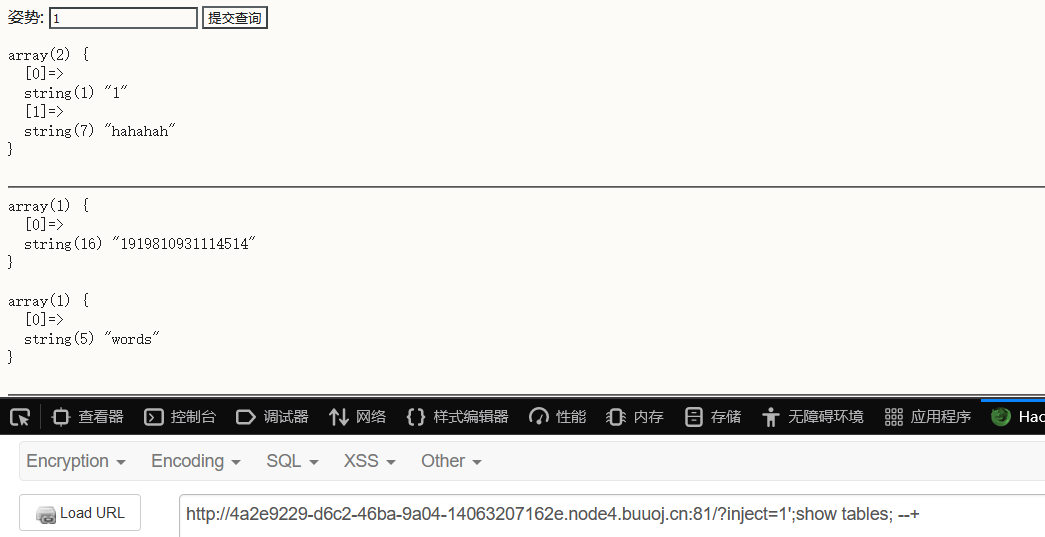 姿势: 1 提交查询
array(2) {
  [0]=>
  string(1) "1"
  [1]=>
  string(7) "hahahah"
}
array(1) {
  [0]=>
  string(16) "1919810931114514"
}
array(1) {
  [0]=>
  string(5) "words"
}
查看器 控制台 调试器 网络 样式编辑器 性能 内存 存储 无障碍环境 应用程序 Hac
Encryption Encoding SQL XSS Other
Load URL http://4a2e9229-d6c2-46ba-9a04-14063207162e.node4.buuoj.cn:81/?inject=1';show tables; --+